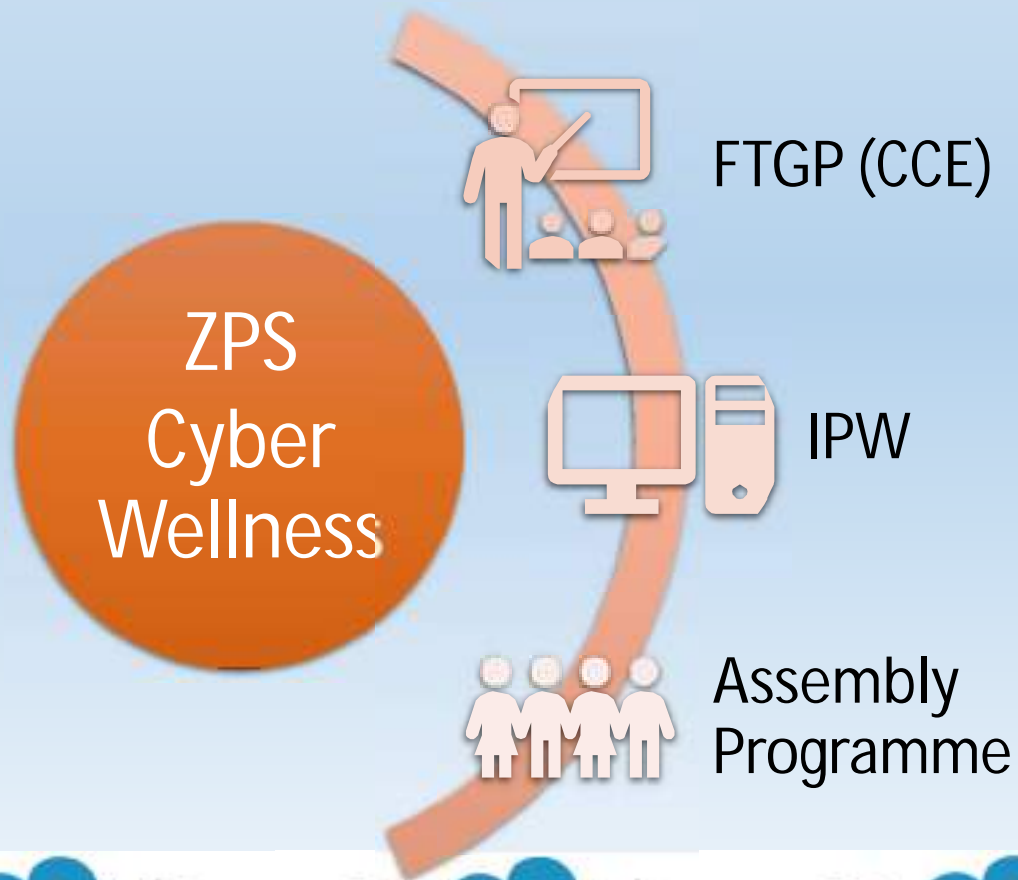 ZPS
Cyber
Wellness
FTGP (CCE)
IPW
Assembly
Programme